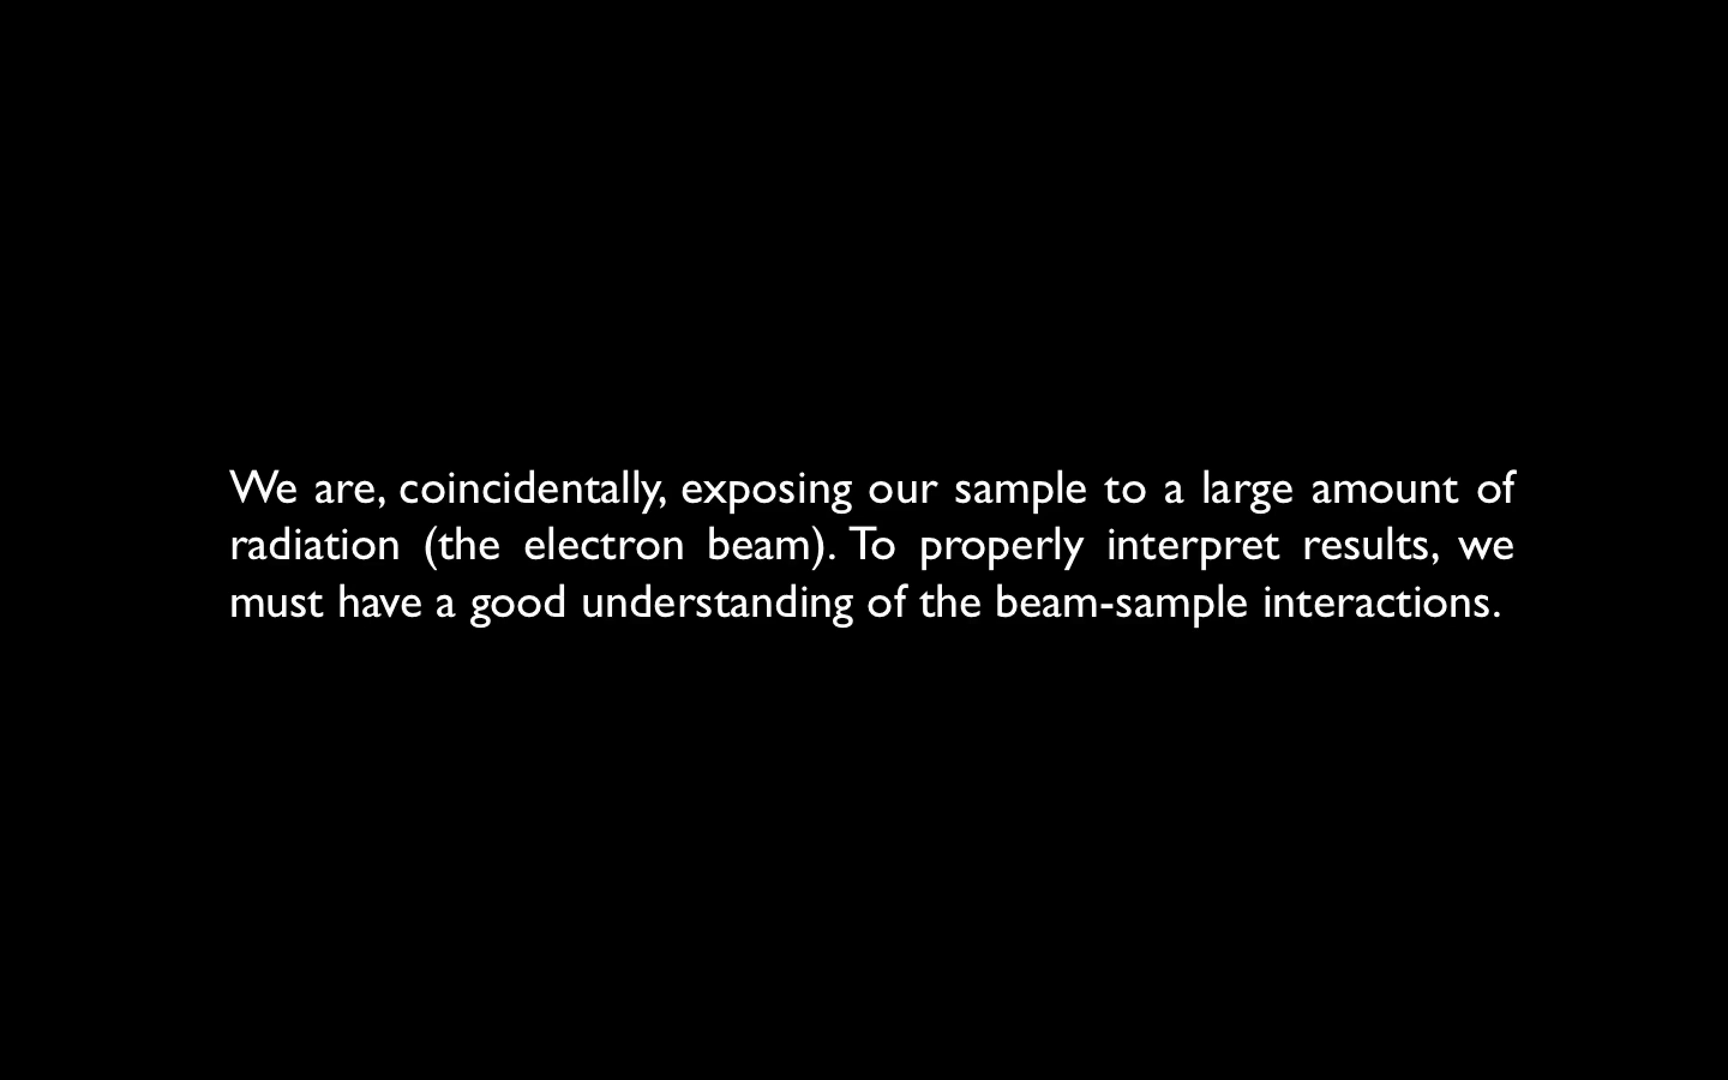 We are, coincidentally, exposing our sample to a large amount of
radiation (the electron beam). To properly interpret results, we
must have a good understanding of the beam-sample interactions.